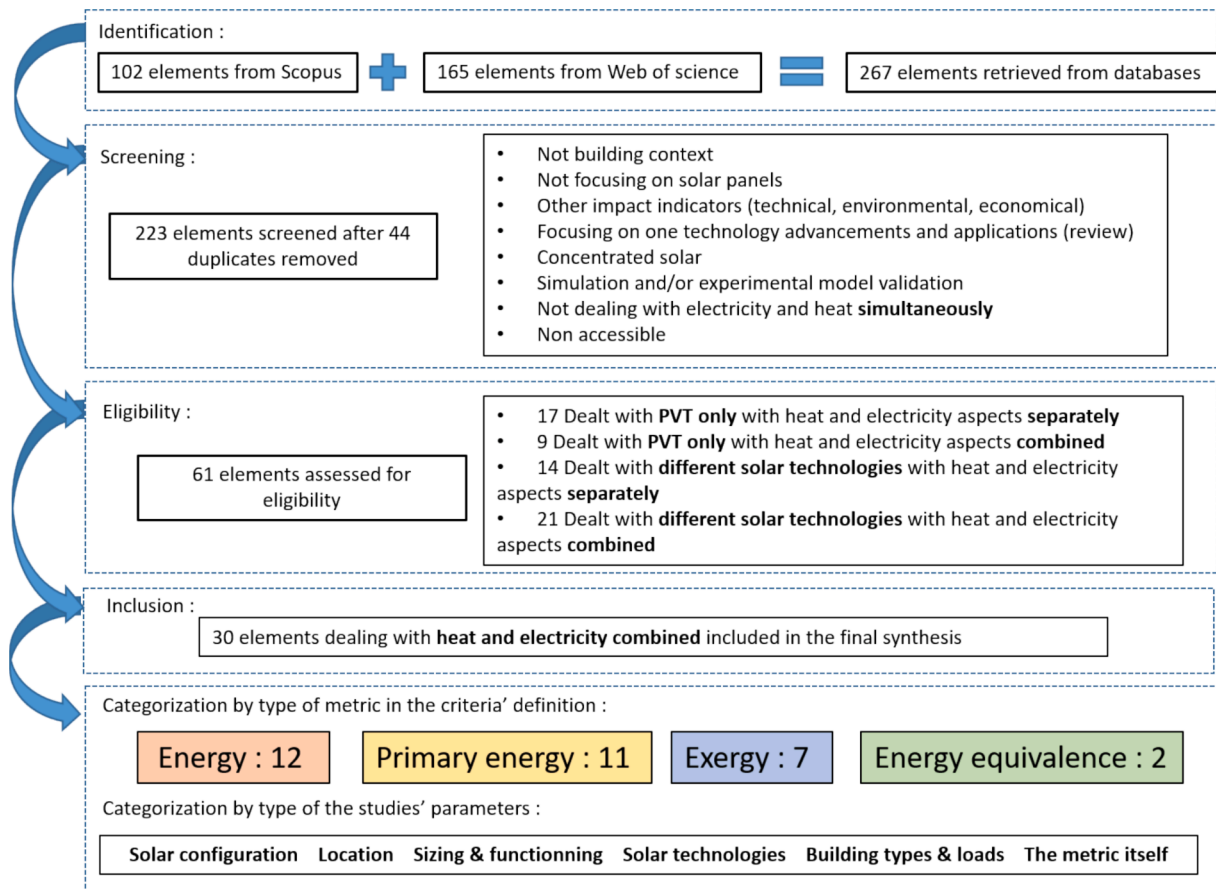 Identification :
102 elements from Scopus
165 elements from Web of science
267 elements retrieved from databases
Screening :
223 elements screened after 44
duplicates removed
• Not building context
• Not focusing on solar panels
• Other impact indicators (technical, environmental, economical)
• Focusing on one technology advancements and applications (review)
• Concentrated solar
• Simulation and/or experimental model validation
• Not dealing with electricity and heat simultaneously
• Non accessible
Eligibility :
61 elements assessed for
eligibility
• 17 Dealt with PVT only with heat and electricity aspects separately
• 9 Dealt with PVT only with heat and electricity aspects combined
• 14 Dealt with different solar technologies with heat and electricity
aspects separately
• 21 Dealt with different solar technologies with heat and electricity
aspects combined
Inclusion :
30 elements dealing with heat and electricity combined included in the final synthesis
Categorization by type of metric in the criteria' definition :
Energy : 12
Primary energy : 11
Exergy : 7
Energy equivalence : 2
Categorization by type of the studies' parameters :
Solar configuration Location Sizing & functionning Solar technologies Building types & loads The metric itself